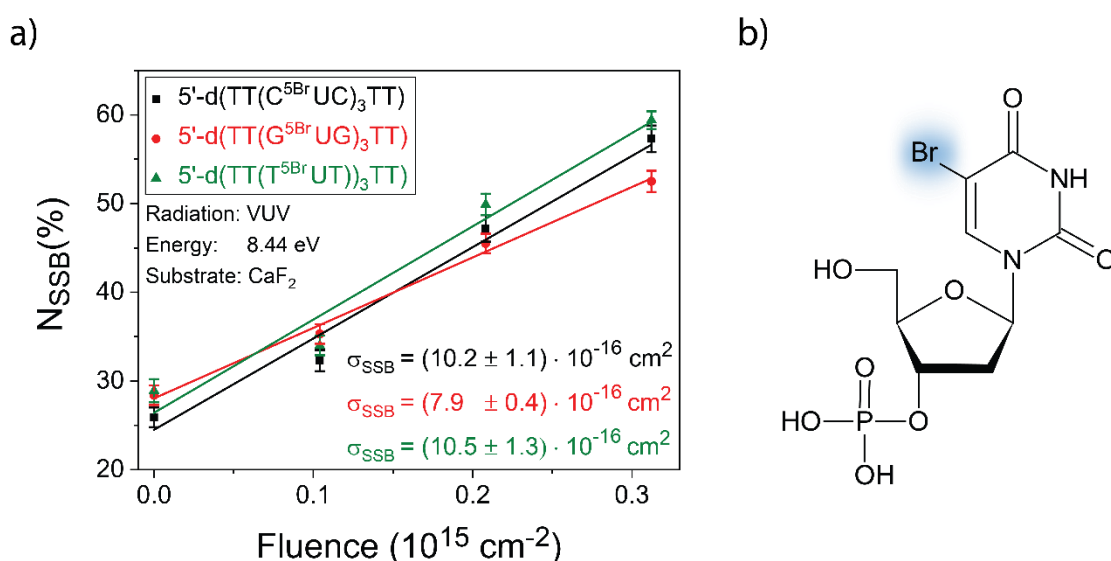 a)
b)
5'-d(TT(C⁵ᴮʳUC)₃TT)
5'-d(TT(G⁵ᴮʳUG)₃TT)
5'-d(TT(T⁵ᴮʳUT))₃TT)
Radiation: VUV
Energy: 8.44 eV
Substrate: CaF₂
σSSB = (10.2 ± 1.1) · 10⁻¹⁶ cm²
σSSB = (7.9 ± 0.4) · 10⁻¹⁶ cm²
σSSB = (10.5 ± 1.3) · 10⁻¹⁶ cm²
NSSB(%)
60
50
40
30
20
0.0 0.1 0.2 0.3
Fluence (10¹⁵ cm⁻²)
O
Br
NH
N O
HO
O
O
HO P O
OH